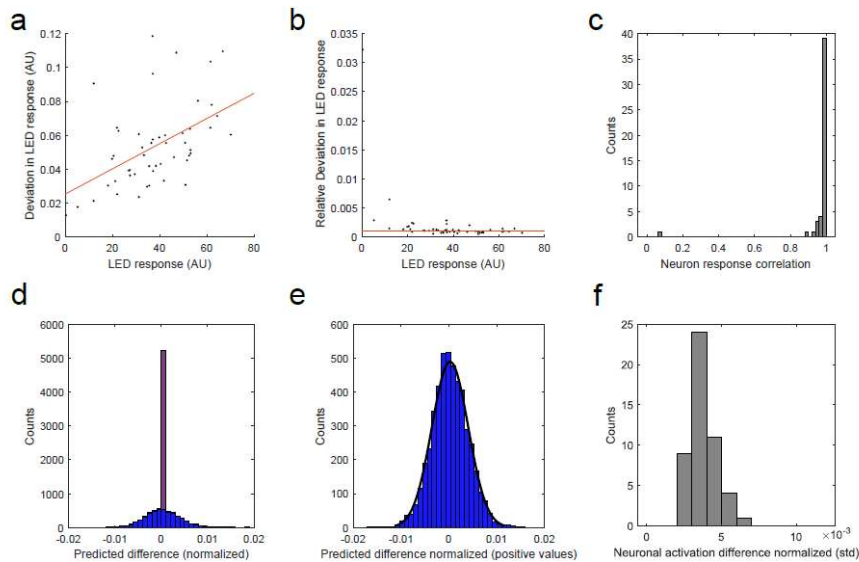 a
b
c
0.12
0.1
0.08
0.06
0.04
0.02
0
Deviation in LED response (AU)
0 20 40 60 80
LED response (AU)
0.035
0.03
0.025
0.02
0.015
0.01
0.005
0
Relative Deviation in LED response
0 10 20 30 40 50 60 70 80
LED response (AU)
40
35
30
25
20
15
10
5
0
Counts
0 0.2 0.4 0.6 0.8 1
Neuron response correlation
d
e
f
6000
5000
4000
3000
2000
1000
0
Counts
-0.02 -0.01 0 0.01 0.02
Predicted difference (normalized)
600
500
400
300
200
100
0
Counts
-0.02 -0.01 0 0.01 0.02
Predicted difference normalized (positive values)
25
20
15
10
5
0
Counts
0 5 10
×10⁻³
Neuronal activation difference normalized (std)